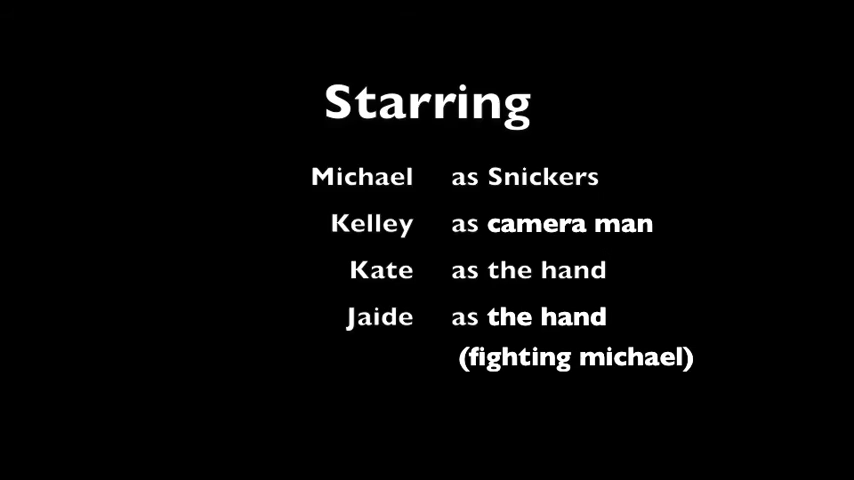 Starring
Michael as Snickers
Kelley as camera man
Kate as the hand
Jaide as the hand
(fighting michael)